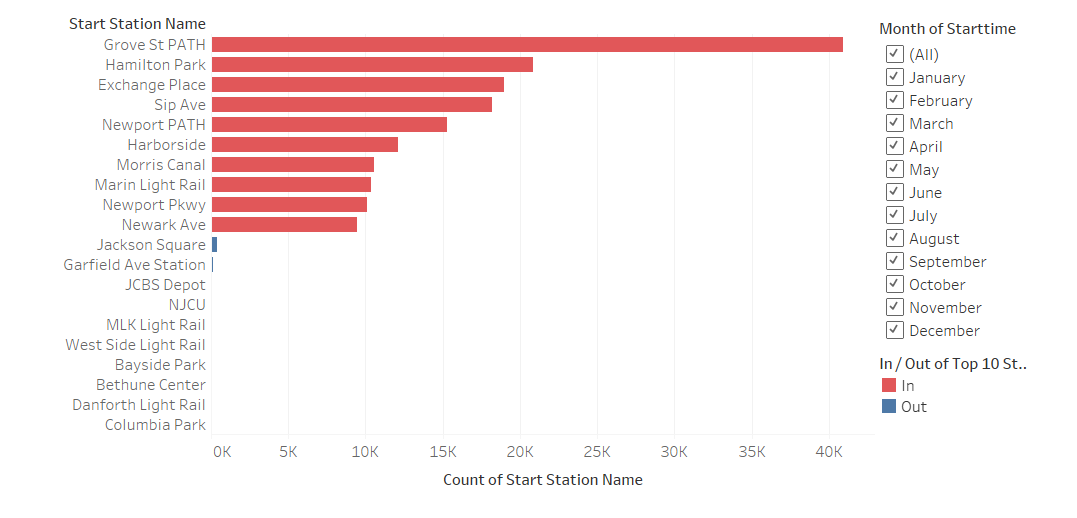 Start Station Name
Grove St PATH
Hamilton Park
Exchange Place
Sip Ave
Newport PATH
Harborside
Morris Canal
Marin Light Rail
Newport Pkwy
Newark Ave
Jackson Square
Garfield Ave Station
JCBS Depot
NJCU
MLK Light Rail
West Side Light Rail
Bayside Park
Bethune Center
Danforth Light Rail
Columbia Park
0K 5K 10K 15K 20K 25K 30K 35K 40K
Count of Start Station Name
Month of Starttime
(All)
January
February
March
April
May
June
July
August
September
October
November
December
In / Out of Top 10 St..
In
Out